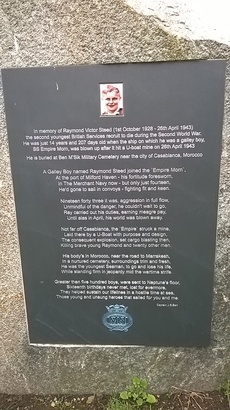 In memory of Raymond Victor Steed (1st October 1928 - 26th April 1943)
the second youngest British Services recruit to die during the Second World War.
He was just 14 years and 207 days old when the ship on which he was a galley boy,
SS Empire Morn, was blown up after it hit a U-boat mine on 26th April 1943
He is buried at Ben M'Sik Military Cemetery near the city of Casablanca, Morocco
A Galley Boy named Raymond Steed joined the 'Empire Morn',
At the port of Milford Haven - his fortitude foresworn,
In The Merchant Navy now - but only just fourteen,
He'd gone to sail in convoys - fighting fit and keen.
Nineteen forty three it was, aggression in full flow,
Unmindful of the danger, he couldn't wait to go,
Ray carried out his duties, earning meagre pay,
Until alas in April, his world was blown away.
Not far off Casablanca, the 'Empire' struck a mine,
Laid there by a U-Boat with purpose and design,
The consequent explosion, set cargo blasting then,
Killing brave young Raymond and twenty other men.
His body's in Morocco, near the road to Marrakesh,
In a nurtured cemetery, surroundings trim and fresh,
He was the youngest Seaman, to go and lose his life,
While standing firm in jeopardy mid the wartime strife.
Greater than five hundred boys, were sent to Neptune's floor,
Sixteenth birthdays never met, lost for evermore,
They helped sustain our lifelines in a hostile time at sea,
Those young and unsung heroes that sailed for you and me.